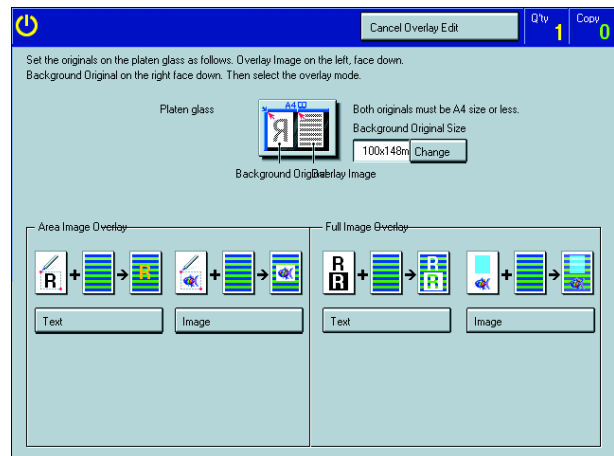 Cancel Overlay Edit
Q'ty
1
Copy
0
Set the originals on the platen glass as follows. Overlay Image on the left, face down.
Background Original on the right face down. Then select the overlay mode.
Platen glass
A4
Both originals must be A4 size or less.
Background Original Size
100x148m
Change
Background Original
Overlay Image
Area Image Overlay
Full Image Overlay
R
R
R
R
R
R
R
Text
Image
Text
Image